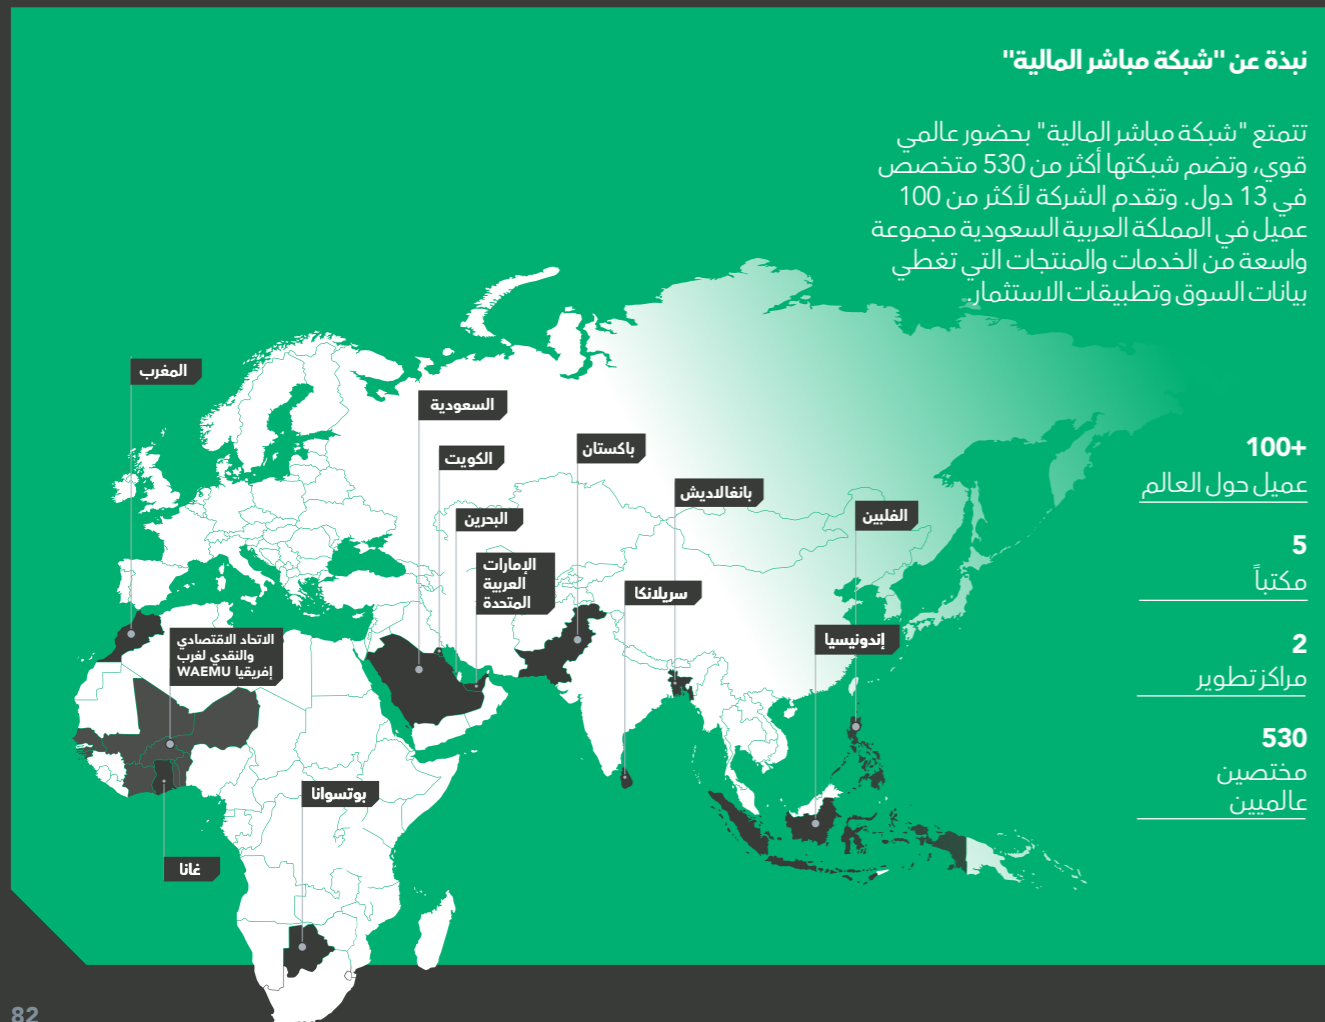 نبذة عن "شبكة مباشر المالية"
تتمتع "شبكة مباشر المالية" بحضور عالمي
قوي، وتضم شبكتها أكثر من 530 متخصص
في 13 دول. وتقدم الشركة لأكثر من 100
عميل في المملكة العربية السعودية مجموعة
واسعة من الخدمات والمنتجات التي تغطي
بيانات السوق وتطبيقات الاستثمار.
المغرب
السعودية
الكويت
باكستان
بانغالاديش
البحرين
الفلبين
الإمارات
العربية
المتحدة
سريلانكا
إندونيسيا
الاتحاد الاقتصادي
والنقدي لغرب
إفريقيا WAEMU
بوتسوانا
غانا
100+
عميل حول العالم
5
مكتباً
2
مراكز تطوير
530
مختصين
عالميين
82